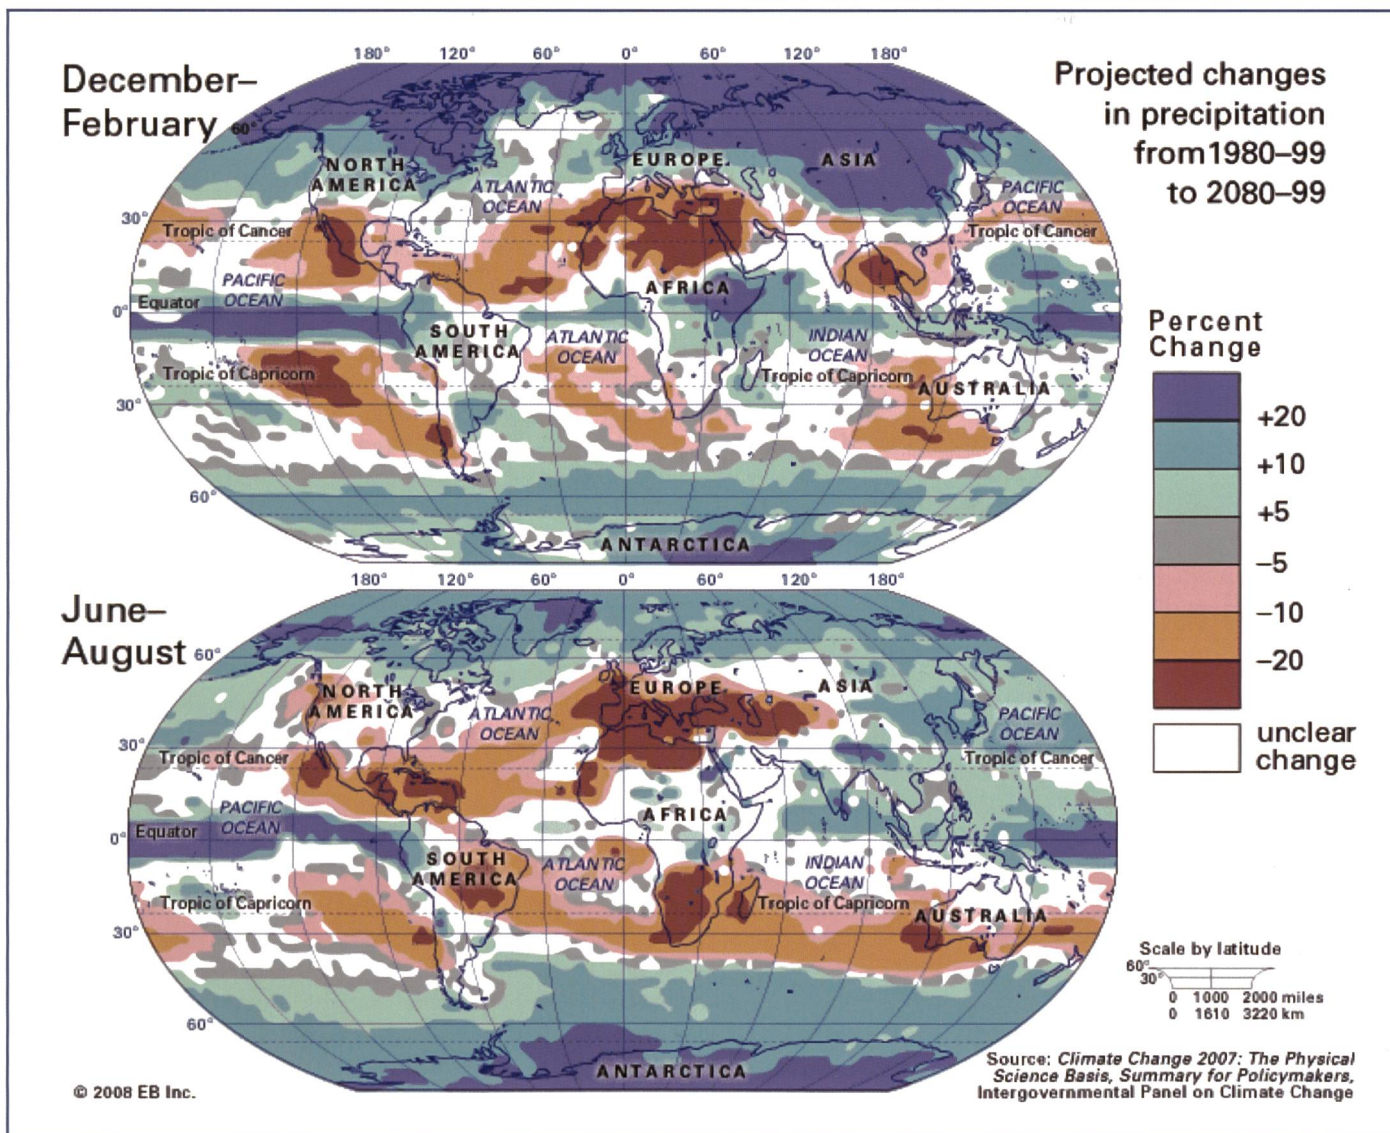 December–
February
Projected changes
in precipitation
from 1980–99
to 2080–99
180° 120° 60° 0° 60° 120° 180°
60°
NORTH
AMERICA
ATLANTIC
OCEAN
EUROPE
ASIA
PACIFIC
OCEAN
30°
Tropic of Cancer
Tropic of Cancer
PACIFIC
OCEAN
AFRICA
Equator
0°
SOUTH
AMERICA
ATLANTIC
OCEAN
INDIAN
OCEAN
Tropic of Capricorn
Tropic of Capricorn
AUSTRALIA
30°
60°
ANTARCTICA
Percent
Change
+20
+10
+5
–5
–10
–20
unclear
change
June–
August
180° 120° 60° 0° 60° 120° 180°
60°
NORTH
AMERICA
ATLANTIC
OCEAN
EUROPE
ASIA
PACIFIC
OCEAN
30°
Tropic of Cancer
Tropic of Cancer
PACIFIC
OCEAN
AFRICA
Equator
0°
SOUTH
AMERICA
ATLANTIC
OCEAN
INDIAN
OCEAN
Tropic of Capricorn
Tropic of Capricorn
AUSTRALIA
30°
60°
ANTARCTICA
Scale by latitude
60°
30°
0 1000 2000 miles
0 1610 3220 km
© 2008 EB Inc.
Source: Climate Change 2007: The Physical
Science Basis, Summary for Policymakers,
Intergovernmental Panel on Climate Change